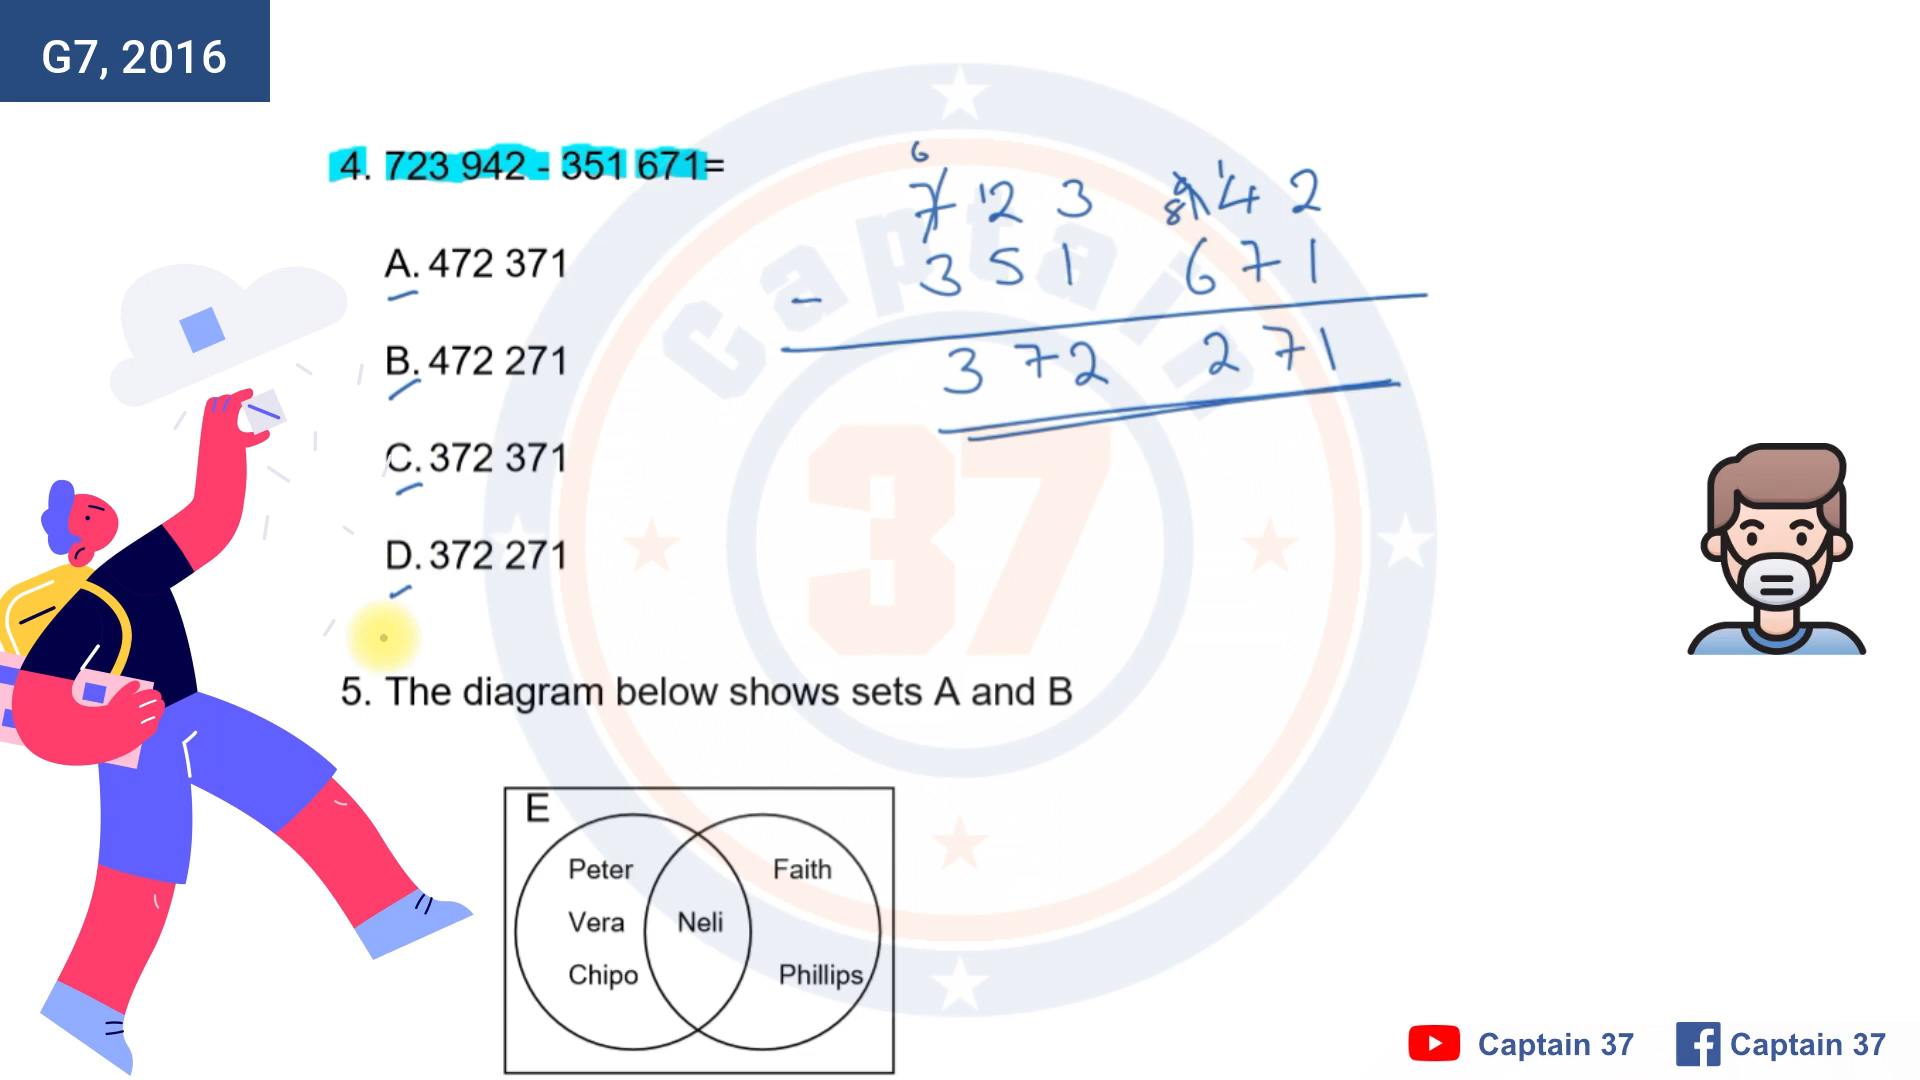 G7, 2016
4. 723 942 - 351 671=
A. 472 371
B. 472 271
C. 372 371
D. 372 271
6
7 12 3 8 14 2
- 3 5 1 6 7 1
3 7 2 2 7 1
Captain
37
5. The diagram below shows sets A and B
E
Peter
Faith
Vera
Neli
Chipo
Phillips
Captain 37
Captain 37